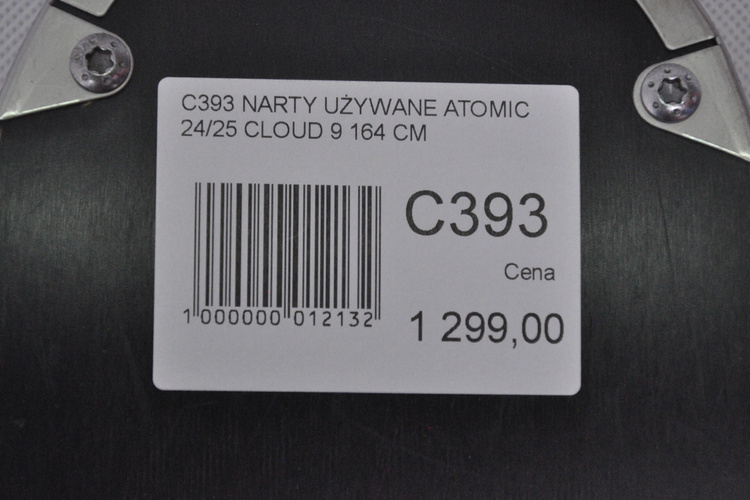 C393 NARTY UŻYWANE ATOMIC
24/25 CLOUD 9 164 CM
C393
Cena
1 299,00
1 000000 012132